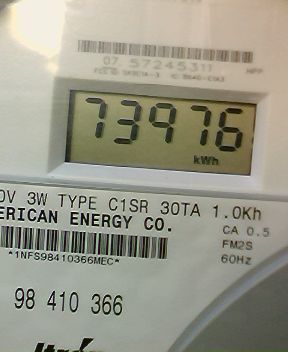 07 57245311
73976
kWh
0V 3W TYPE C1SR 30TA 1.0Kh
ERICAN ENERGY CO.
CA 0.5
FM2S
*1NFS98410366MEC*
60Hz
98 410 366
Itrón